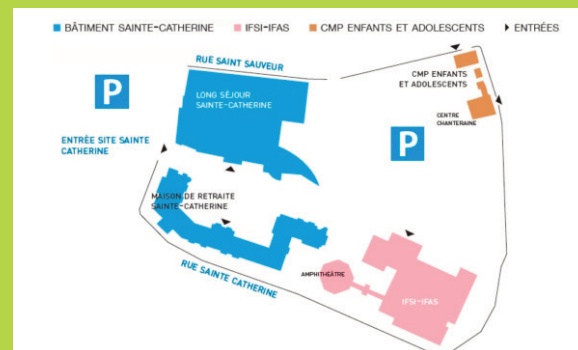 BÂTIMENT SAINTE-CATHERINE IFSI-IFAS CMP ENFANTS ET ADOLESCENTS ENTRÉES
RUE SAINT SAUVEUR
CMP ENFANTS
ET ADOLESCENTS
P
LONG SÉJOUR
SAINTE-CATHERINE
CENTRE
CHANTERAINE
P
ENTRÉE SITE SAINTE
CATHERINE
MAISON DE RETRAITE
SAINTE-CATHERINE
RUE SAINTE CATHERINE
AMPHITHÉÂTRE
IFSI-IFAS